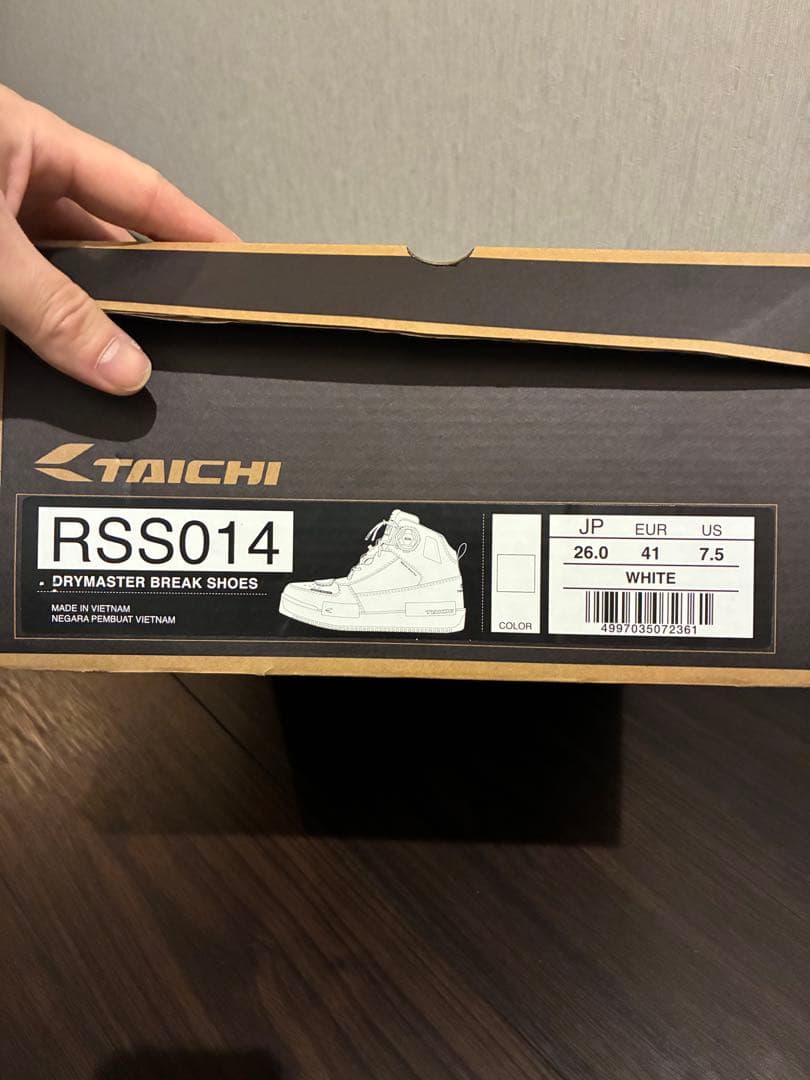 TAICHI
RSS014
DRYMASTER BREAK SHOES
MADE IN VIETNAM
NEGARA PEMBUAT VIETNAM
COLOR
JP EUR US
26.0 41 7.5
WHITE
4997035072361